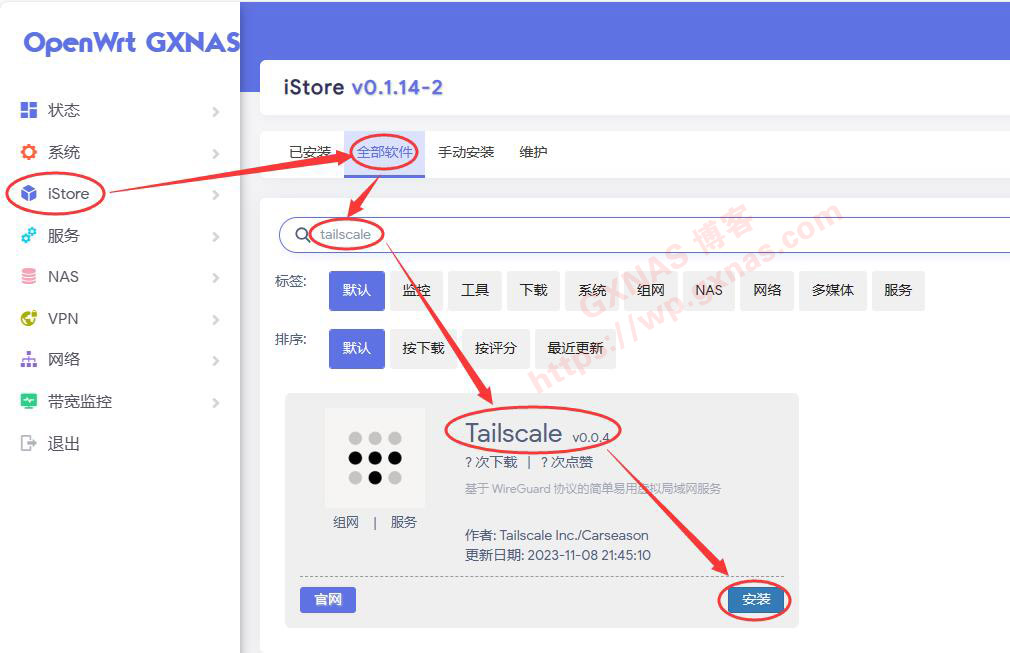 OpenWrt GXNAS
状态
系统
iStore
服务
NAS
VPN
网络
带宽监控
退出
iStore v0.1.14-2
已安装 全部软件 手动安装 维护
tailscale
标签: 默认 监控 工具 下载 系统 组网 NAS 网络 多媒体 服务
排序: 默认 按下载 按评分 最近更新
GXNAS 博客
https://wp.gxnas.com
Tailscale v0.0.4
? 次下载 | ? 次点赞
基于 WireGuard 协议的简单易用虚拟局域网服务
组网 | 服务
作者: Tailscale Inc./Carseason
更新日期: 2023-11-08 21:45:10
官网 安装